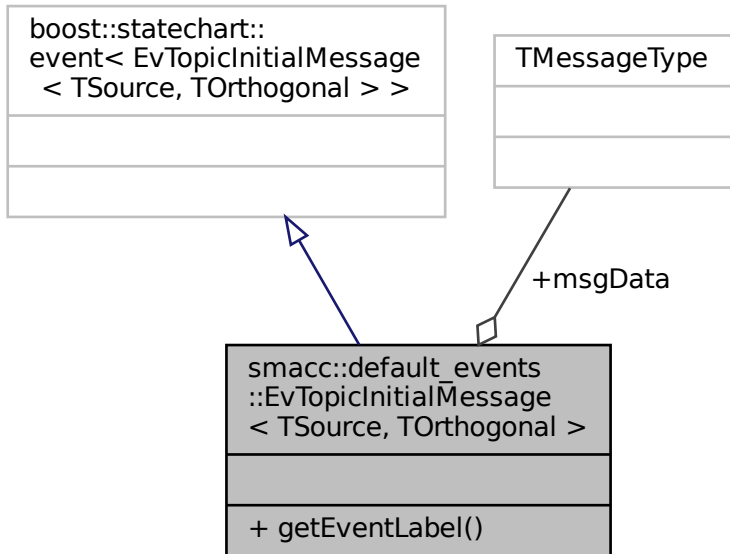 boost::statechart::
event< EvTopicInitialMessage
< TSource, TOrthogonal > >
TMessageType
+msgData
smacc::default_events
::EvTopicInitialMessage
< TSource, TOrthogonal >
+ getEventLabel()